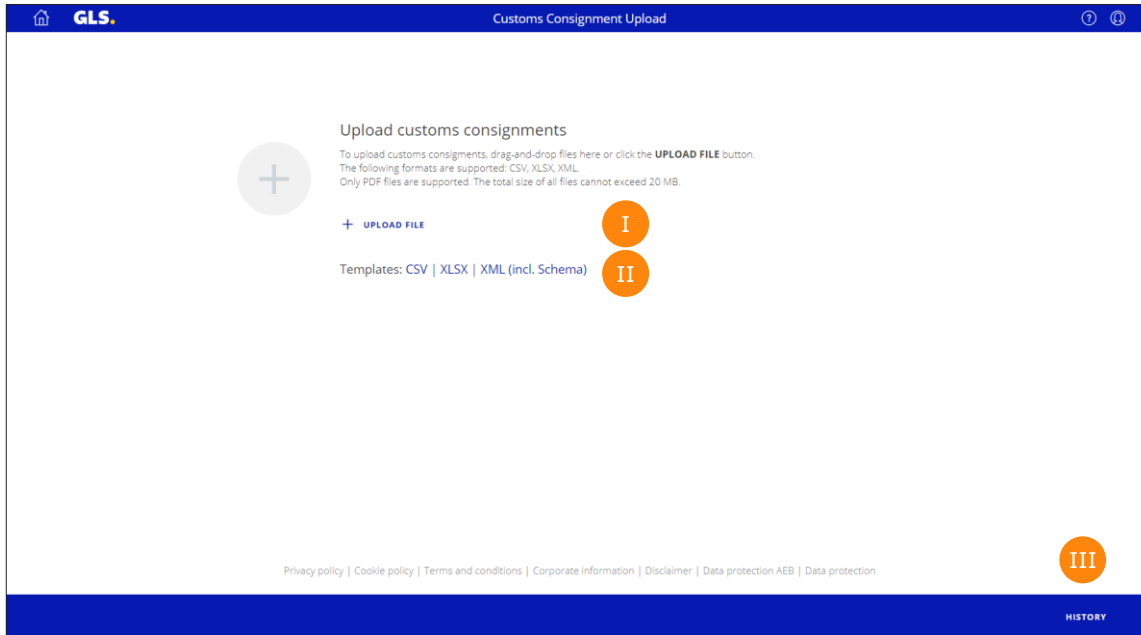 GLS.
Customs Consignment Upload
?
Upload customs consignments
To upload customs consigments, drag-and-drop files here or click the UPLOAD FILE button.
The following formats are supported: CSV, XLSX, XML.
Only PDF files are supported. The total size of all files cannot exceed 20 MB.
+ UPLOAD FILE
I
Templates: CSV | XLSX | XML (incl. Schema)
II
III
Privacy policy | Cookie policy | Terms and conditions | Corporate information | Disclaimer | Data protection AEB | Data protection
HISTORY